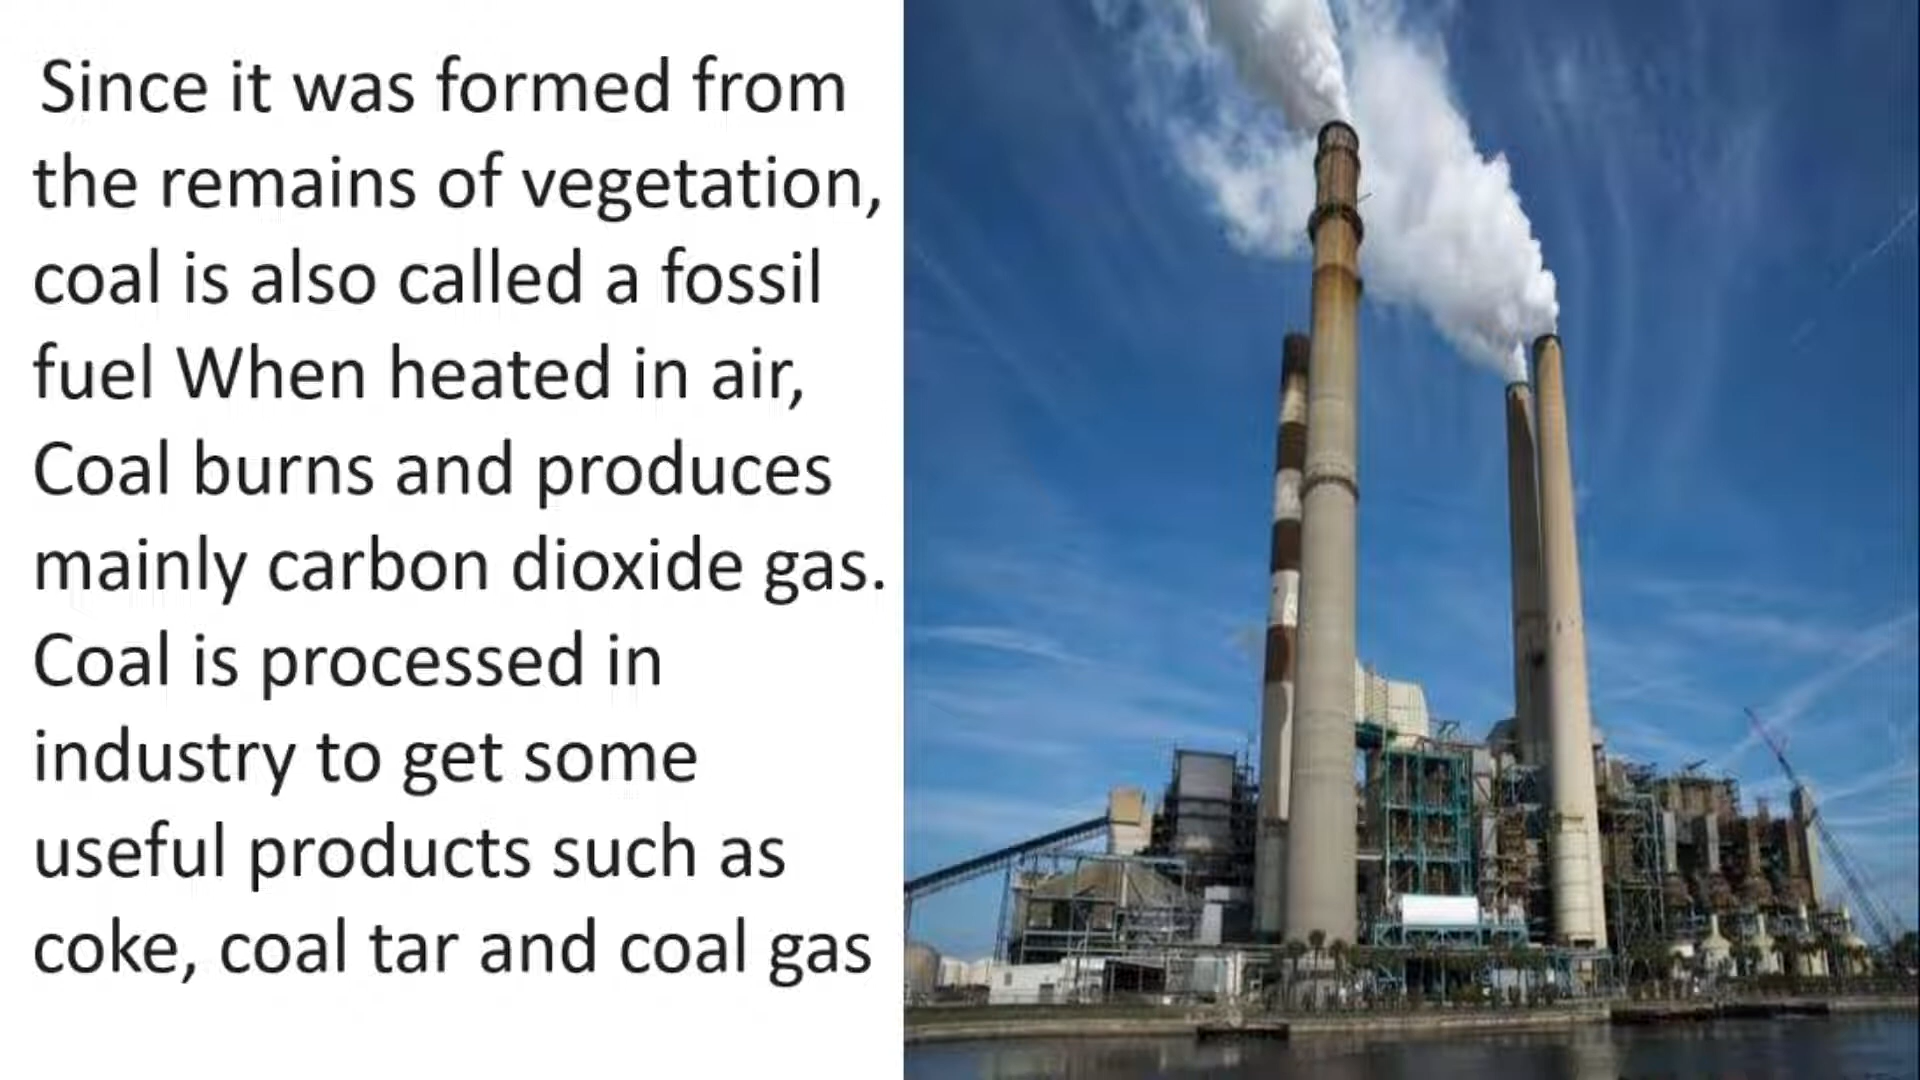 Since it was formed from
the remains of vegetation,
coal is also called a fossil
fuel When heated in air,
Coal burns and produces
mainly carbon dioxide gas.
Coal is processed in
industry to get some
useful products such as
coke, coal tar and coal gas